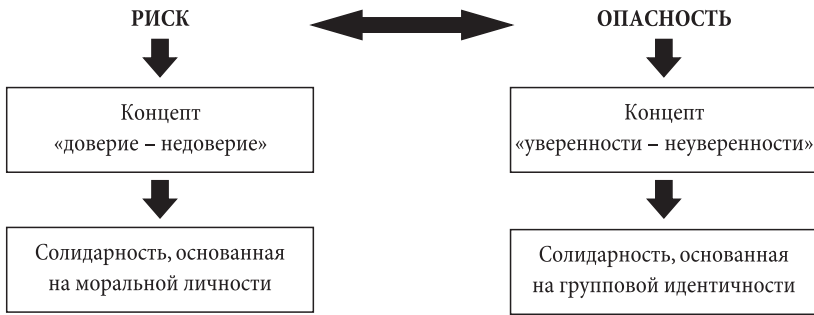 РИСК
ОПАСНОСТЬ
Концепт
«доверие – недоверие»
Концепт
«уверенности – неуверенности»
Солидарность, основанная
на моральной личности
Солидарность, основанная
на групповой идентичности